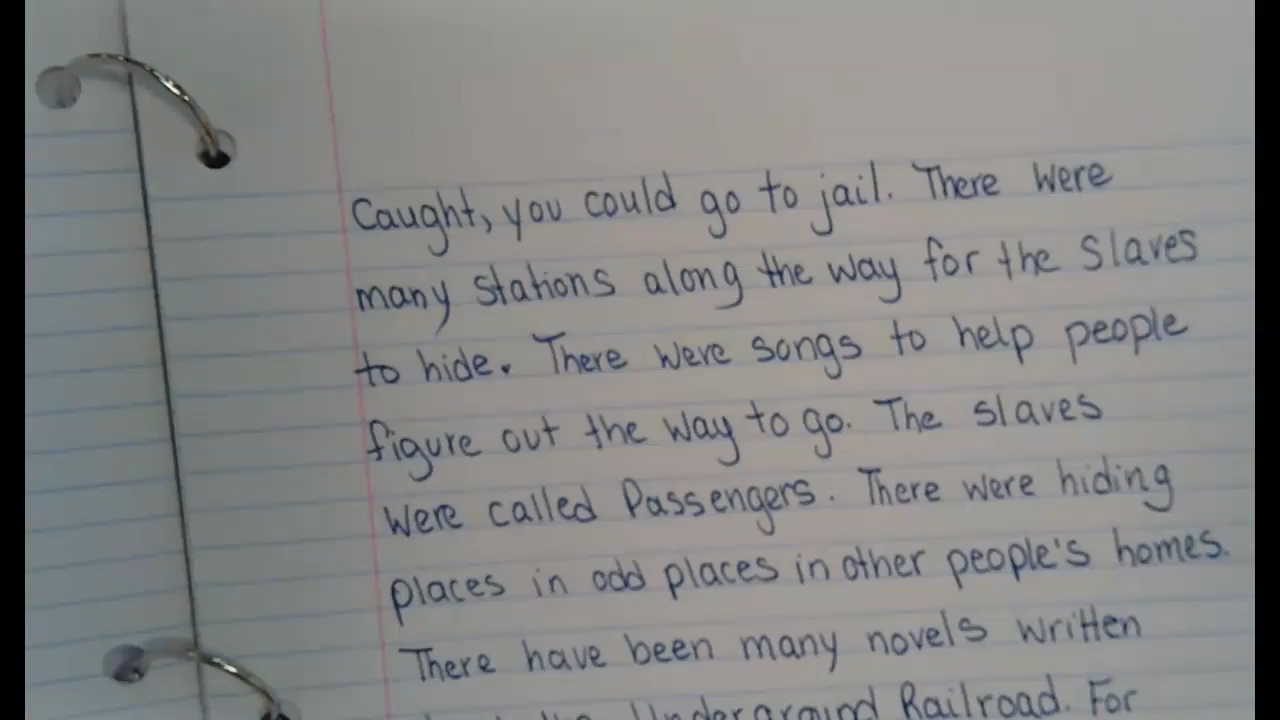 Caught, you could go to jail. There were
many stations along the way for the Slaves
to hide. There were songs to help people
figure out the way to go. The slaves
were called Passengers. There were hiding
places in odd places in other people's homes.
There have been many novels written
the Underground Railroad. For